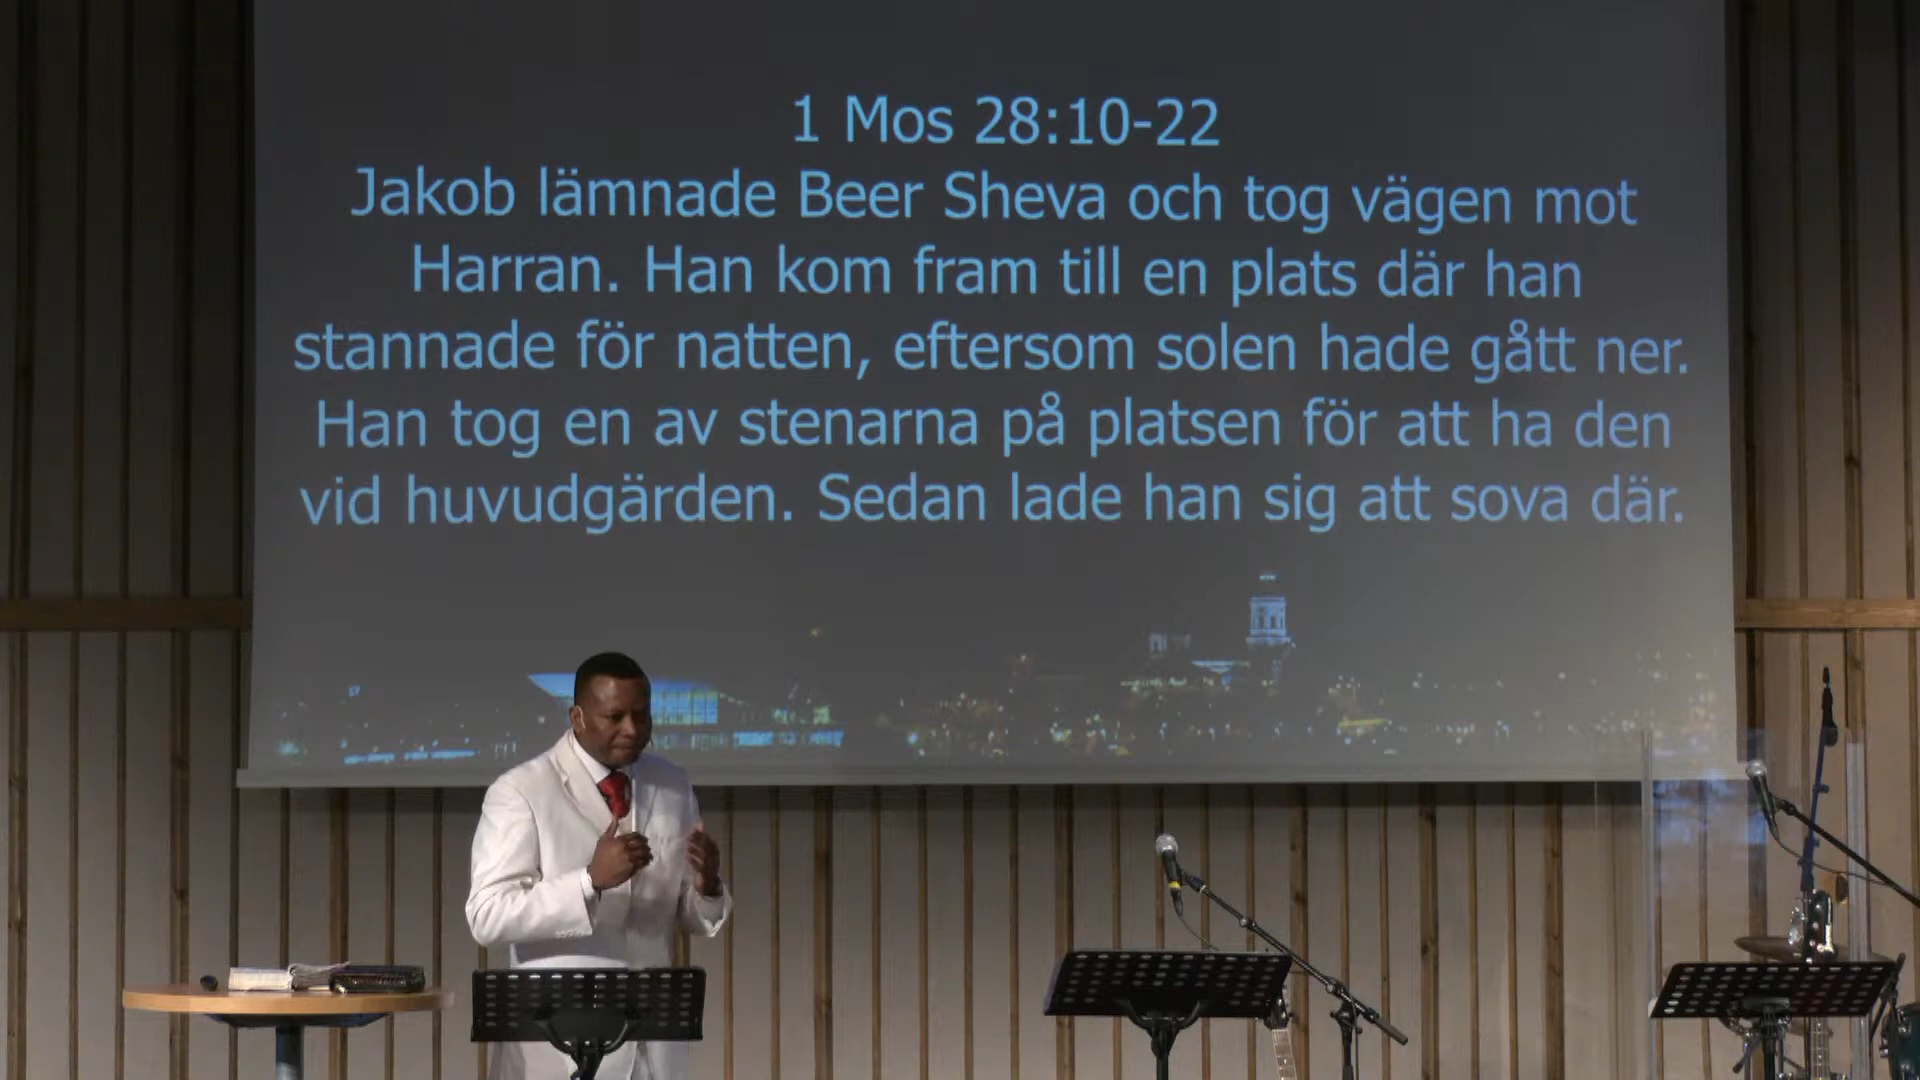 1 Mos 28:10-22
Jakob lämnade Beer Sheva och tog vägen mot
Harran. Han kom fram till en plats där han
stannade för natten, eftersom solen hade gått ner.
Han tog en av stenarna på platsen för att ha den
vid huvudgärden. Sedan lade han sig att sova där.